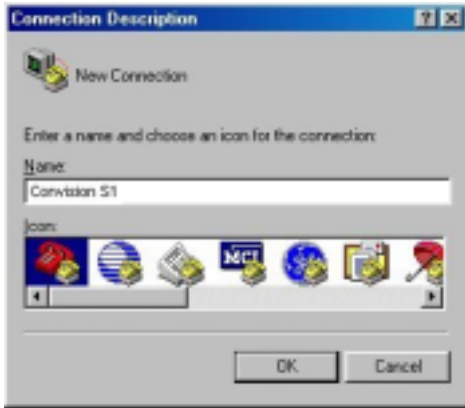 Connection Description
New Connection
Enter a name and choose an icon for the connection:
Name:
Convision S1
Icon:
MCI
OK
Cancel